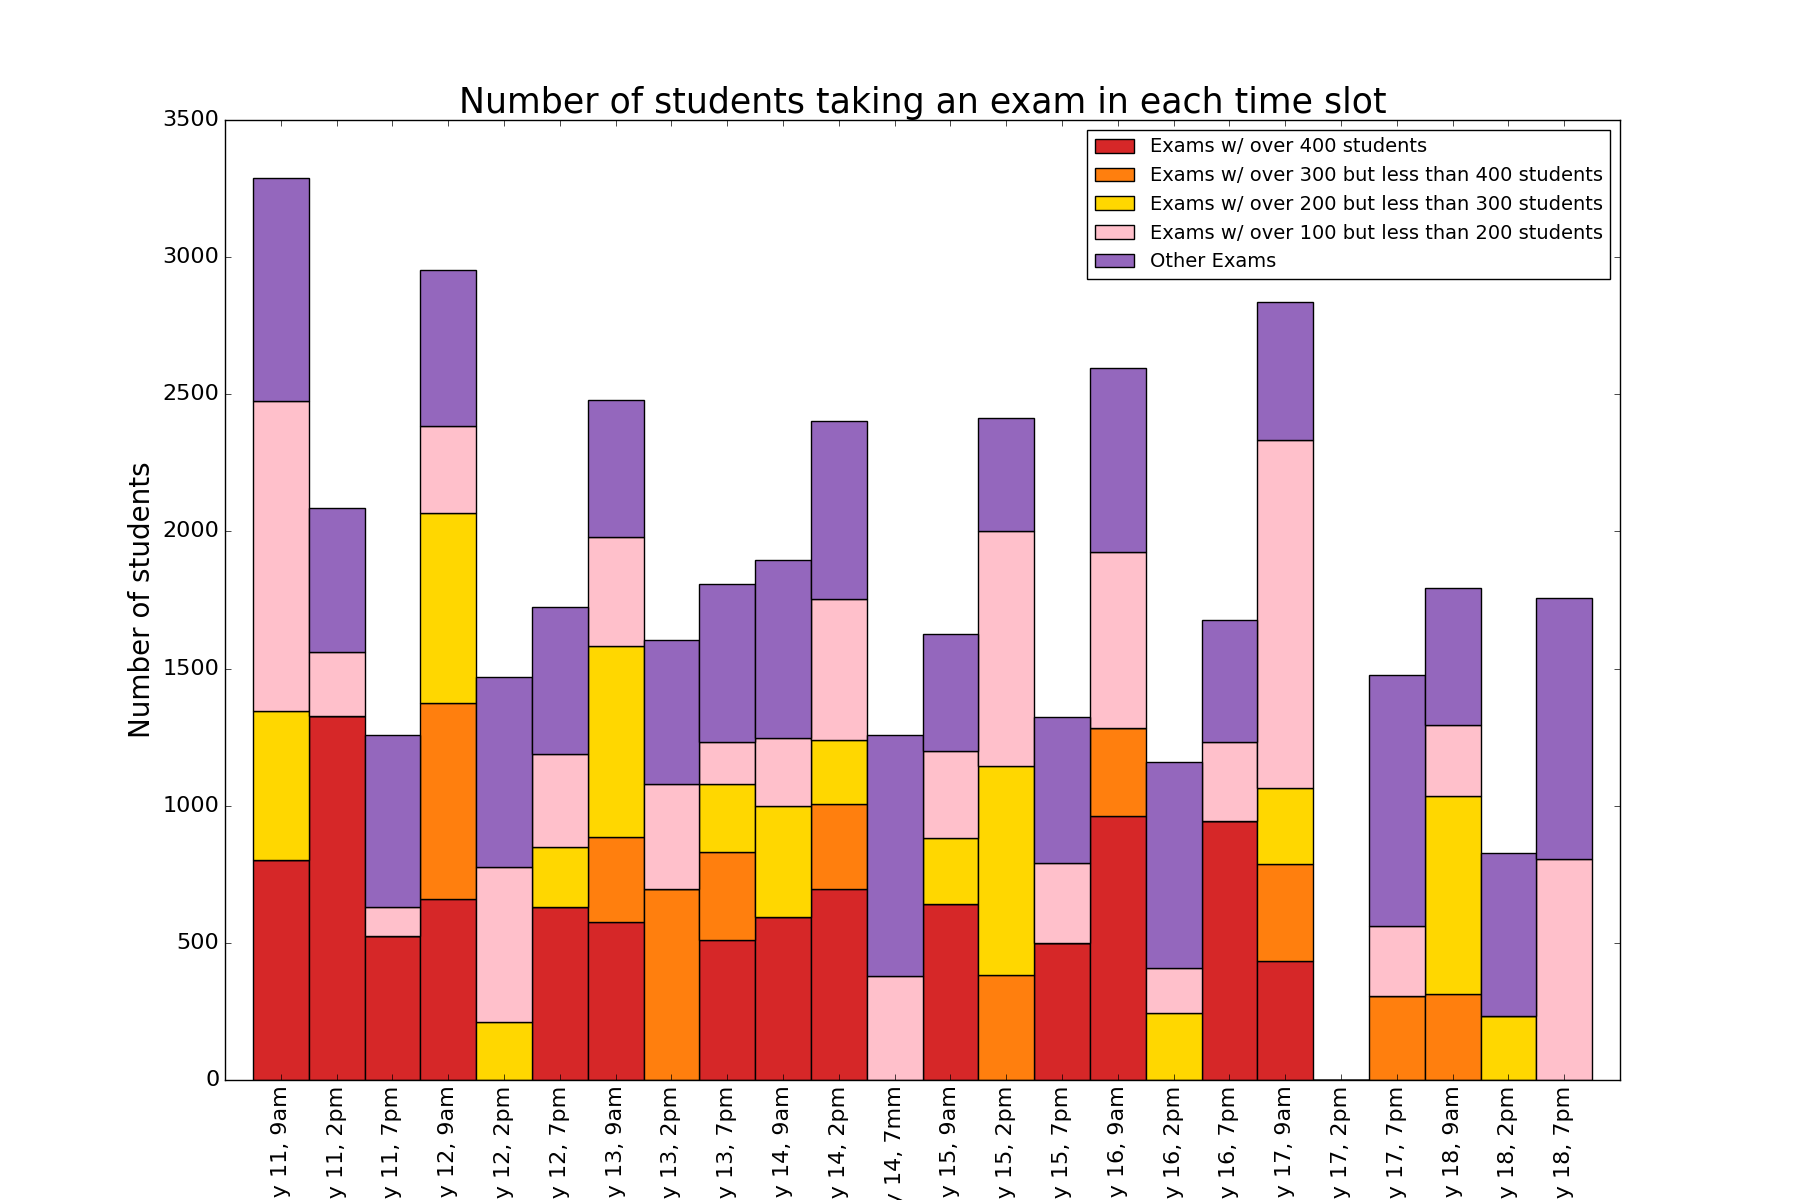 Number of students taking an exam in each time slot
Exams w/ over 400 students
Exams w/ over 300 but less than 400 students
Exams w/ over 200 but less than 300 students
Exams w/ over 100 but less than 200 students
Other Exams
Number of students
3500
3000
2500
2000
1500
1000
500
0
y 11, 9am
y 11, 2pm
y 11, 7pm
y 12, 9am
y 12, 2pm
y 12, 7pm
y 13, 9am
y 13, 2pm
y 13, 7pm
y 14, 9am
y 14, 2pm
y 14, 7mm
y 15, 9am
y 15, 2pm
y 15, 7pm
y 16, 9am
y 16, 2pm
y 16, 7pm
y 17, 9am
y 17, 2pm
y 17, 7pm
y 18, 9am
y 18, 2pm
y 18, 7pm